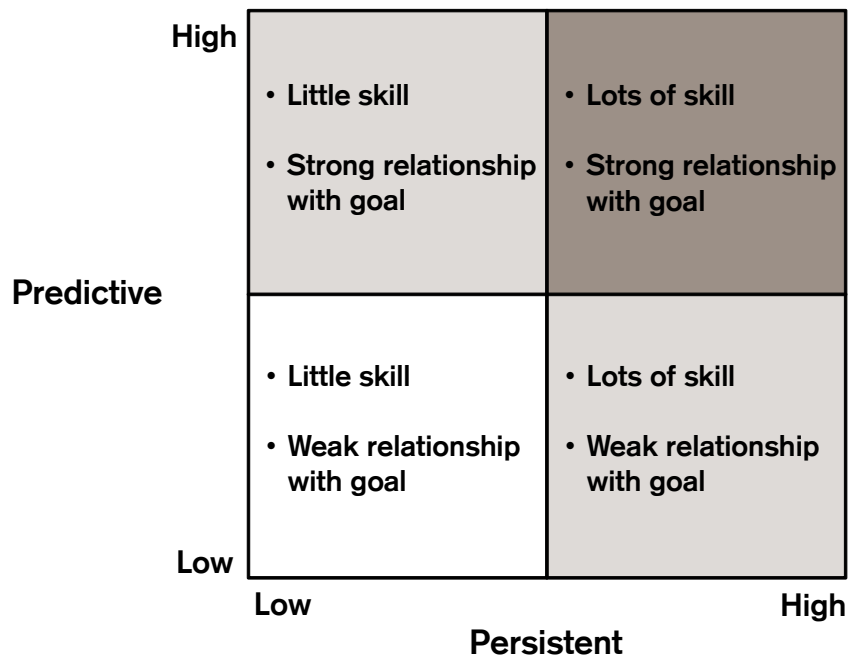 High
• Little skill
• Strong relationship
with goal
• Lots of skill
• Strong relationship
with goal
Predictive
• Little skill
• Weak relationship
with goal
• Lots of skill
• Weak relationship
with goal
Low
Low
High
Persistent